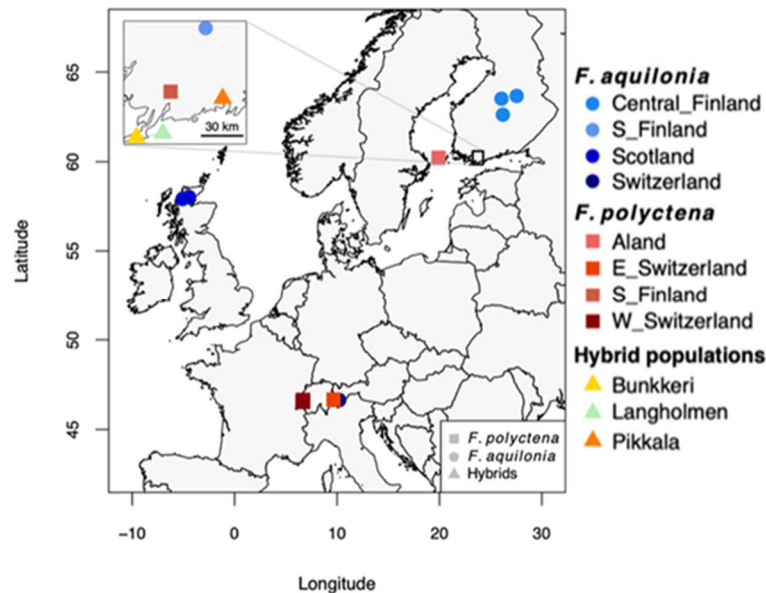 30 km
65
60
55
50
45
Latitude
−10
0
10
20
30
Longitude
F. polyctena
F. aquilonia
Hybrids
F. aquilonia
Central_Finland
S_Finland
Scotland
Switzerland
F. polyctena
Aland
E_Switzerland
S_Finland
W_Switzerland
Hybrid populations
Bunkkeri
Langholmen
Pikkala